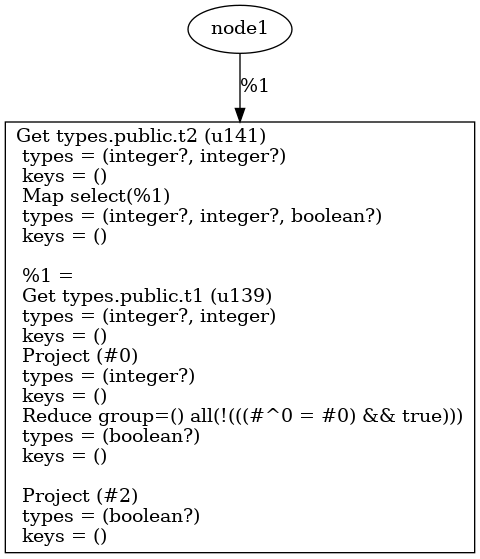 node1
%1
Get types.public.t2 (u141)
types = (integer?, integer?)
keys = ()
Map select(%1)
types = (integer?, integer?, boolean?)
keys = ()
%1 =
Get types.public.t1 (u139)
types = (integer?, integer)
keys = ()
Project (#0)
types = (integer?)
keys = ()
Reduce group=() all(!(((#^0 = #0) && true)))
types = (boolean?)
keys = ()
Project (#2)
types = (boolean?)
keys = ()